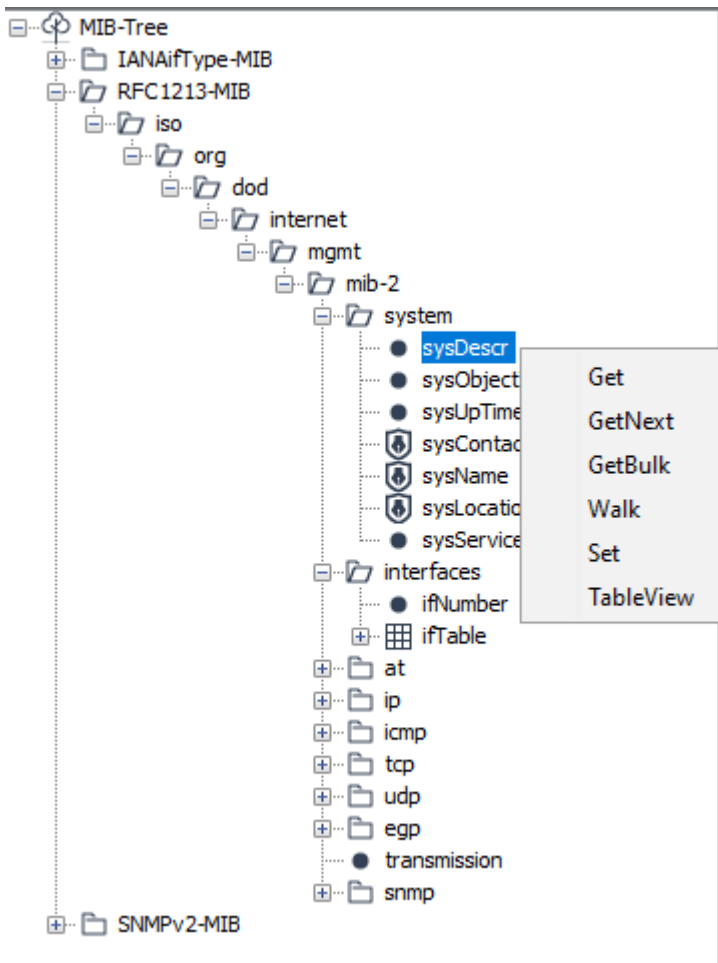 MIB-Tree
IANAifType-MIB
RFC1213-MIB
iso
org
dod
internet
mgmt
mib-2
system
sysDescr
sysObject
sysUpTime
sysContac
sysName
sysLocatio
sysService
Get
GetNext
GetBulk
Walk
Set
TableView
interfaces
ifNumber
ifTable
at
ip
icmp
tcp
udp
egp
transmission
snmp
SNMPv2-MIB